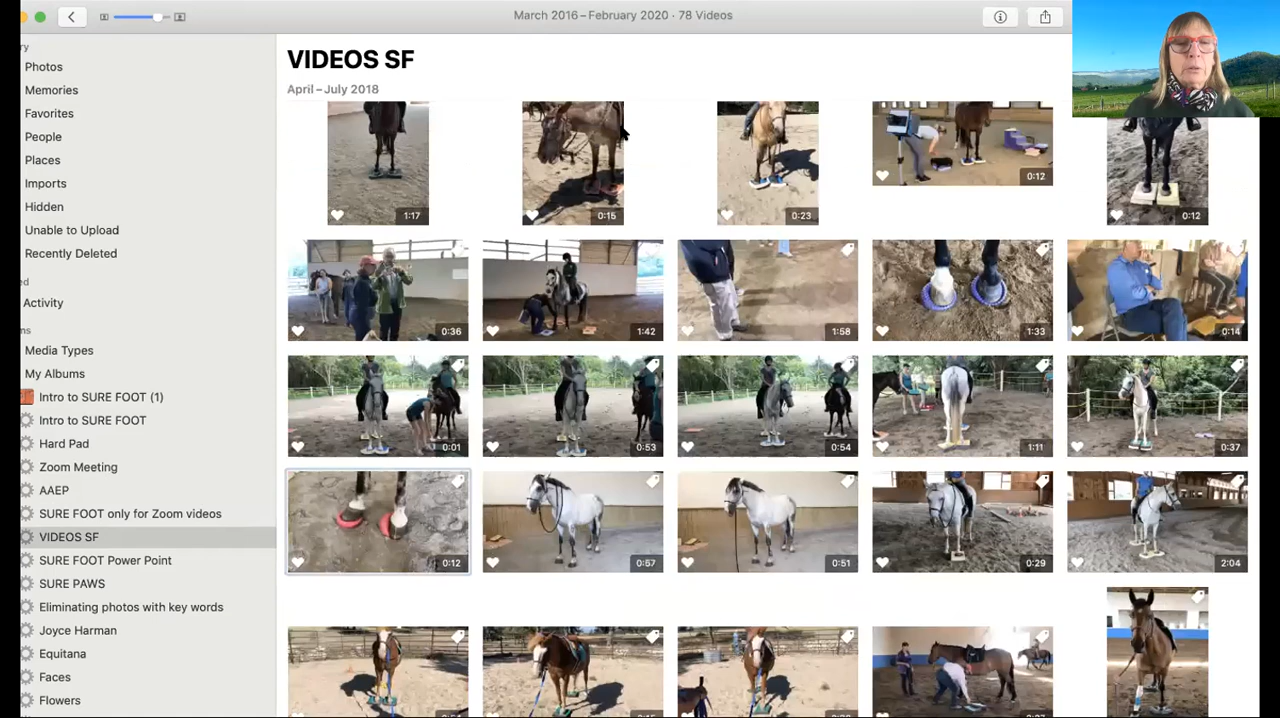 March 2016 – February 2020 · 78 Videos
VIDEOS SF
April – July 2018
ry
Photos
Memories
Favorites
People
Places
Imports
Hidden
Unable to Upload
Recently Deleted
ed
Activity
ms
Media Types
My Albums
Intro to SURE FOOT (1)
Intro to SURE FOOT
Hard Pad
Zoom Meeting
AAEP
SURE FOOT only for Zoom videos
VIDEOS SF
SURE FOOT Power Point
SURE PAWS
Eliminating photos with key words
Joyce Harman
Equitana
Faces
Flowers
1:17
0:15
0:23
0:12
0:12
0:36
1:42
1:58
1:33
0:14
0:01
0:53
0:54
1:11
0:37
0:12
0:57
0:51
0:29
2:04